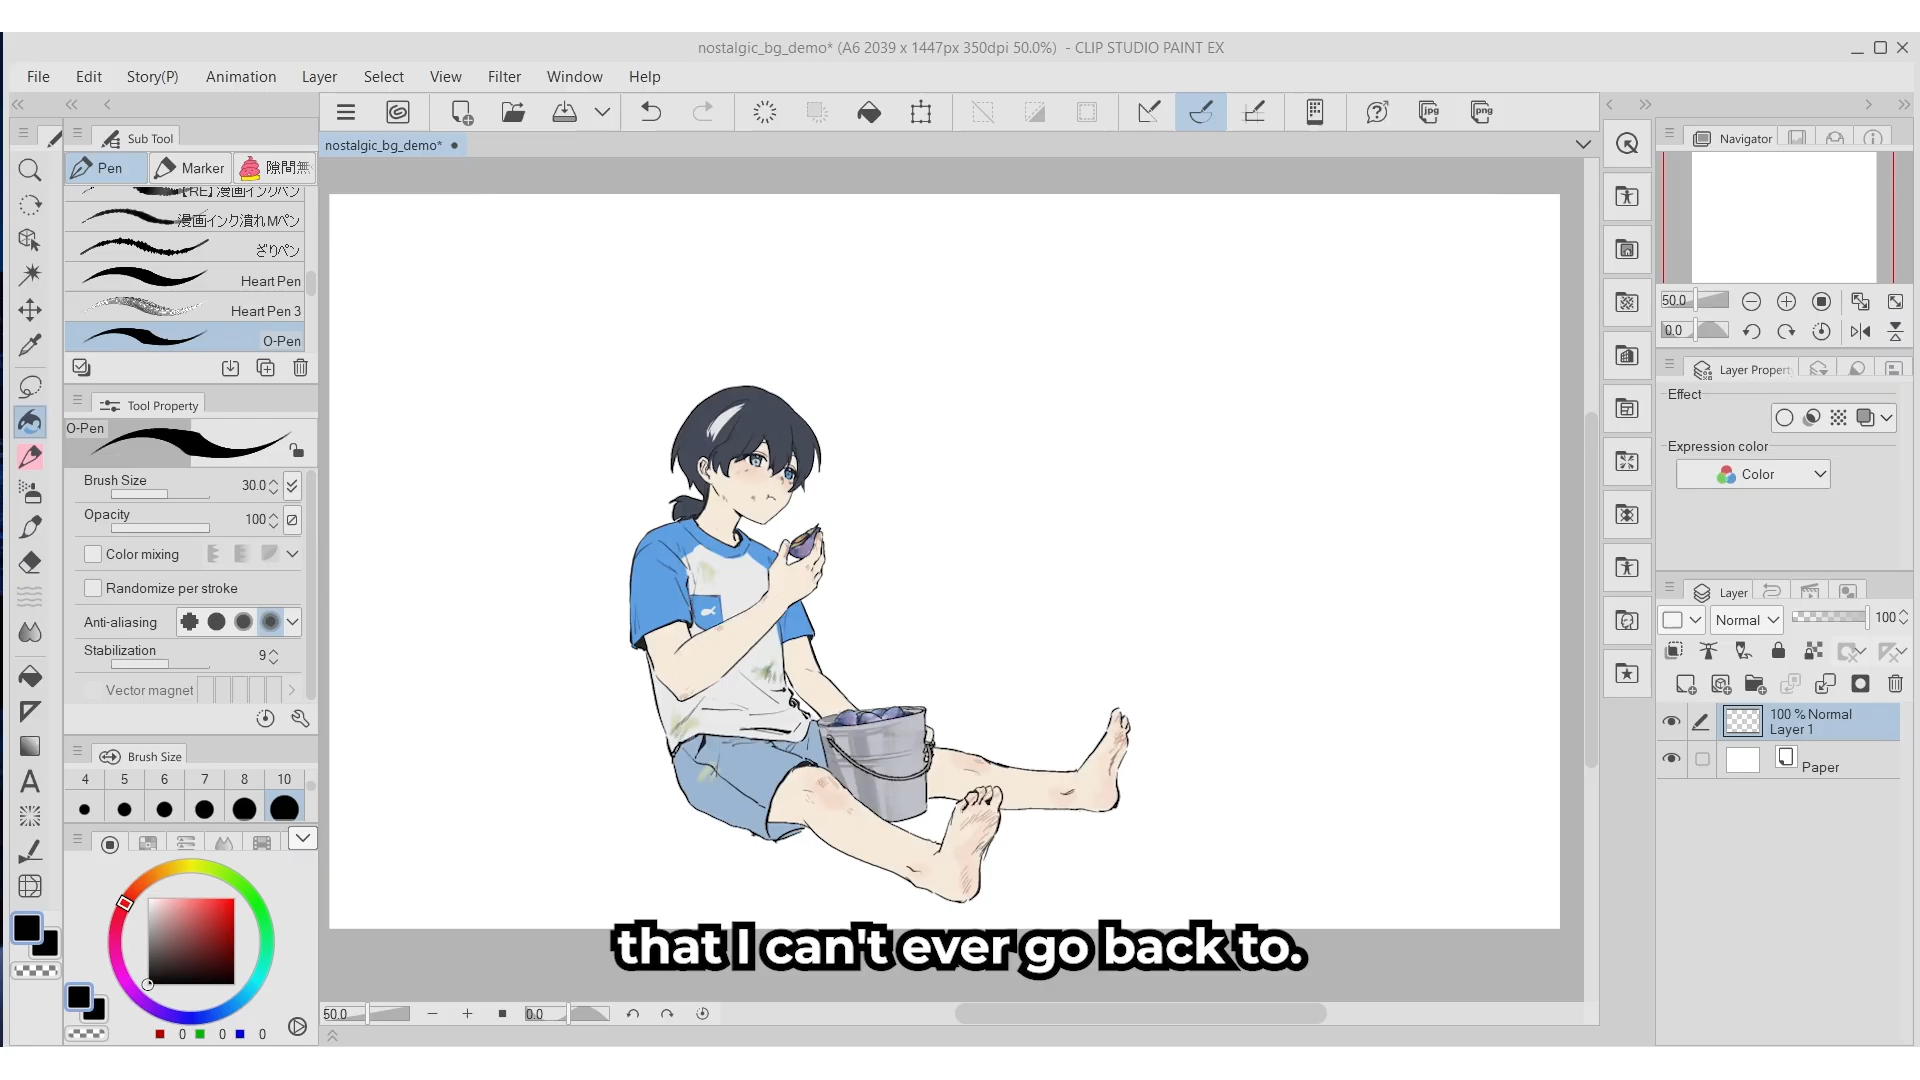 nostalgic_bg_demo* (A6 2039 x 1447px 350dpi 50.0%) - CLIP STUDIO PAINT EX
File Edit Story(P) Animation Layer Select View Filter Window Help
Sub Tool
Pen Marker 隙間無
【RE】漫画インクペン
漫画インク潰れMペン
ざりペン
Heart Pen
Heart Pen 3
O-Pen
Tool Property
O-Pen
Brush Size 30.0
Opacity 100
Color mixing
Randomize per stroke
Anti-aliasing
Stabilization 9
Vector magnet
Brush Size
4 5 6 7 8 10
0 0 0
jpg png
nostalgic_bg_demo*
that I can't ever go back to.
50.0 0.0
Navigator
50.0
0.0
Layer Propert
Effect
Expression color
Color
Layer
Normal 100
100 % Normal
Layer 1
Paper